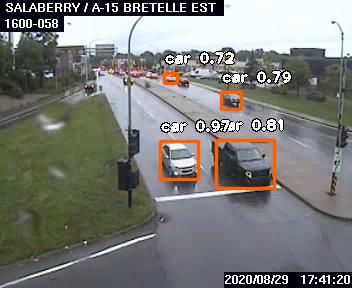 SALABERRY / A-15 BRETELLE EST
1600-058
car 0.72
car 0.79
car 0.97
car 0.81
2020/08/29 17:41:20